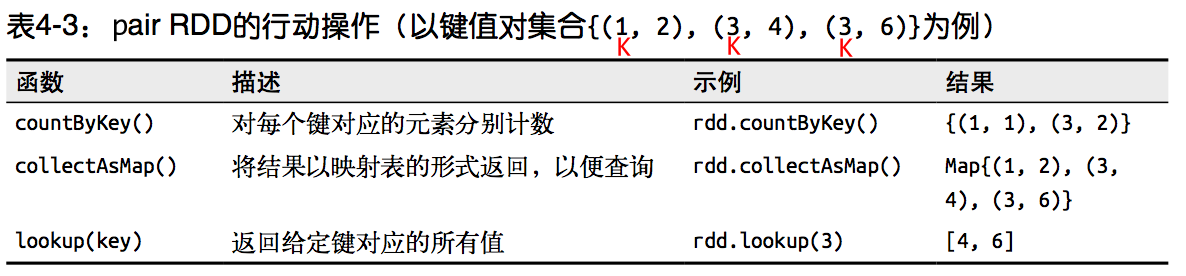 表4-3：pair RDD的行动操作（以键值对集合{(1, 2), (3, 4), (3, 6)}为例）
K K K
函数 描述 示例 结果
countByKey() 对每个键对应的元素分别计数 rdd.countByKey() {(1, 1), (3, 2)}
collectAsMap() 将结果以映射表的形式返回，以便查询 rdd.collectAsMap() Map{(1, 2), (3,
4), (3, 6)}
lookup(key) 返回给定键对应的所有值 rdd.lookup(3) [4, 6]